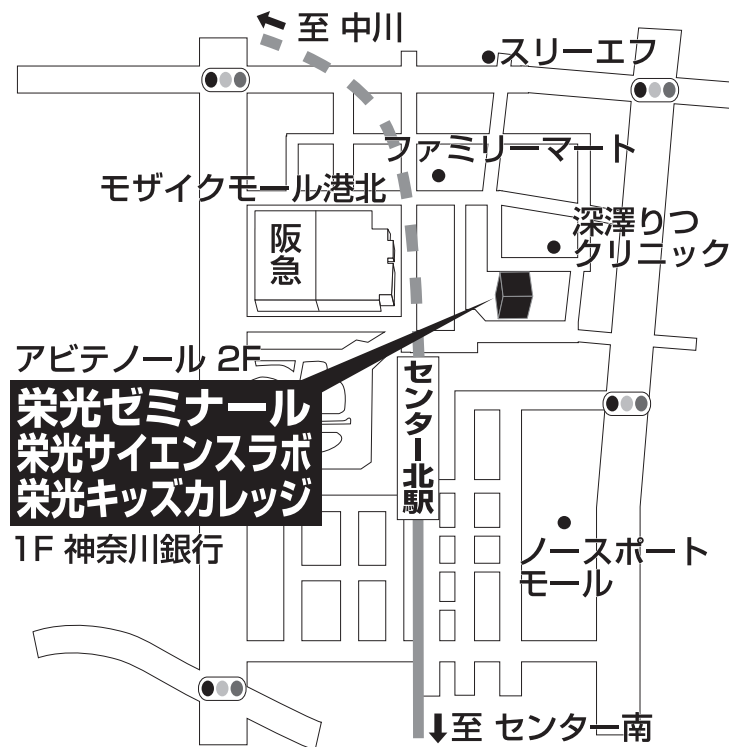 至 中川
スリーエフ
ファミリーマート
モザイクモール港北
阪急
深澤りつ
クリニック
アビテノール 2F
栄光ゼミナール
栄光サイエンスラボ
栄光キッズカレッジ
1F 神奈川銀行
センター北駅
ノースポート
モール
至 センター南